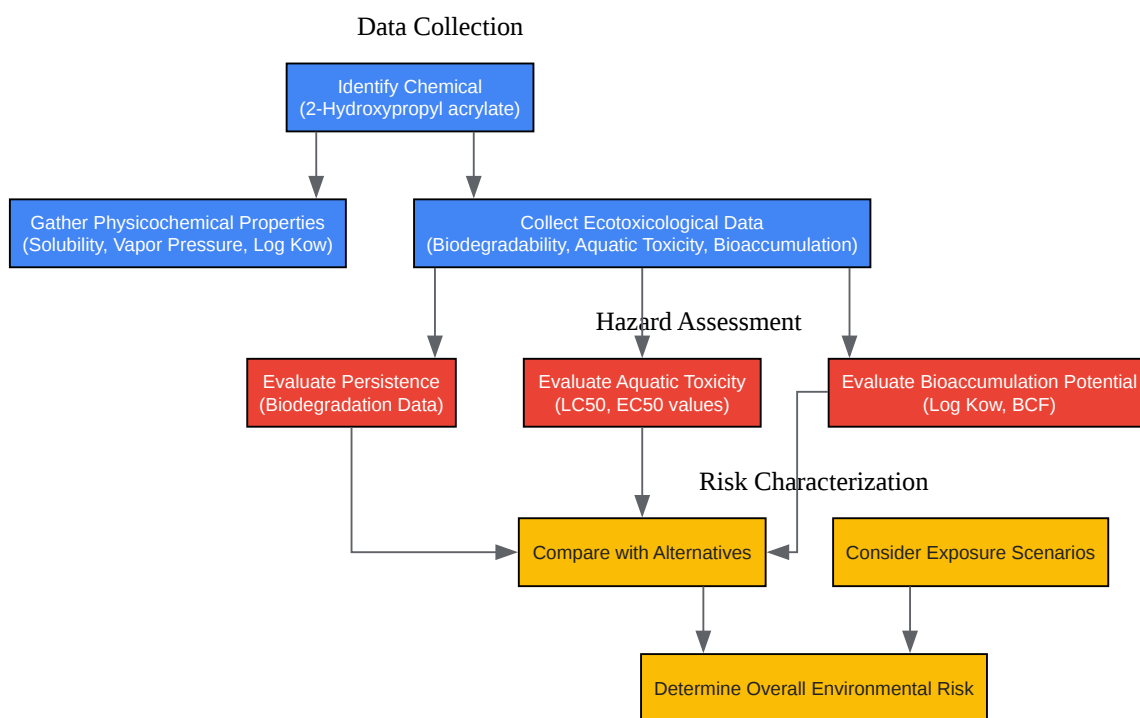 Data Collection
Identify Chemical
(2-Hydroxypropyl acrylate)
Gather Physicochemical Properties
(Solubility, Vapor Pressure, Log Kow)
Collect Ecotoxicological Data
(Biodegradability, Aquatic Toxicity, Bioaccumulation)
Hazard Assessment
Evaluate Persistence
(Biodegradation Data)
Evaluate Aquatic Toxicity
(LC50, EC50 values)
Evaluate Bioaccumulation Potential
(Log Kow, BCF)
Risk Characterization
Compare with Alternatives
Consider Exposure Scenarios
Determine Overall Environmental Risk